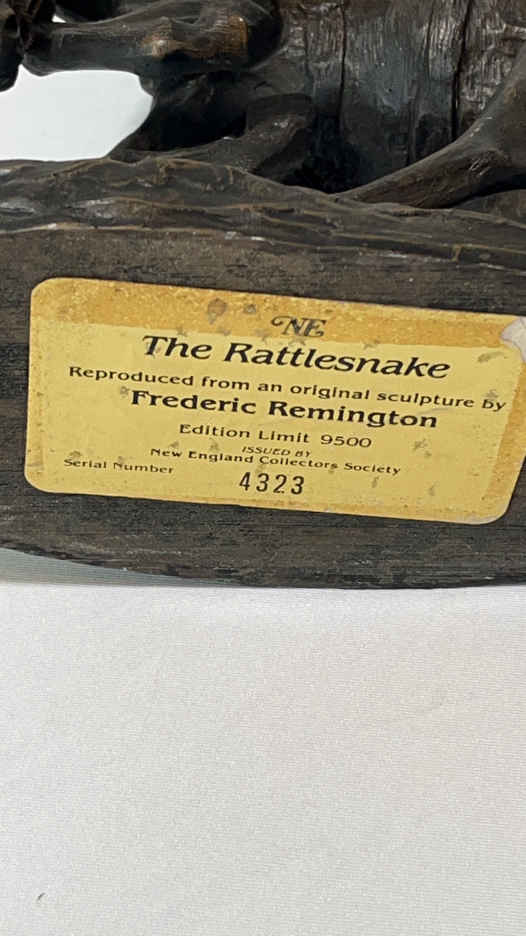 NE
The Rattlesnake
Reproduced from an original sculpture by
Frederic Remington
Edition Limit 9500
ISSUED BY
New England Collectors Society
Serial Number 4323